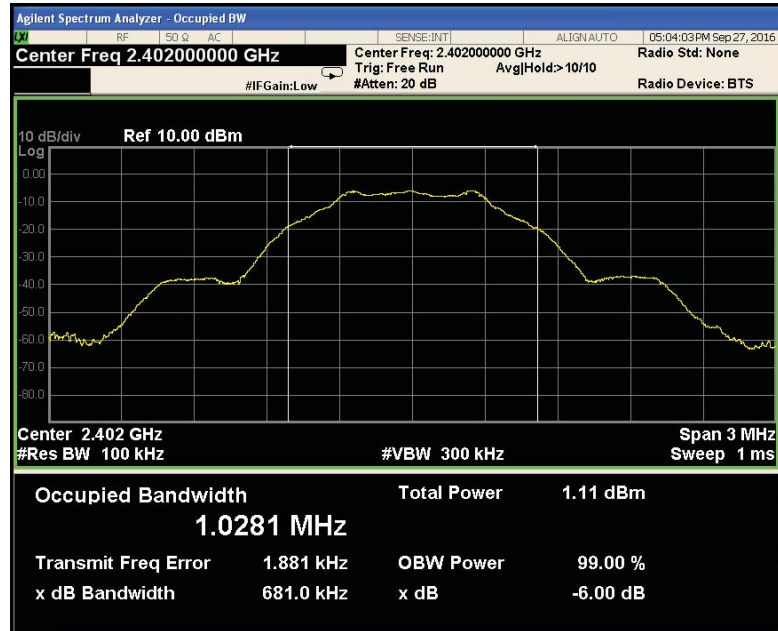 Agilent Spectrum Analyzer - Occupied BW
LXI RF 50 Ω AC SENSE:INT ALIGN AUTO 05:04:03 PM Sep 27, 2016
Center Freq 2.402000000 GHz
Center Freq: 2.402000000 GHz
Radio Std: None
Trig: Free Run Avg|Hold:>10/10
#IFGain:Low #Atten: 20 dB Radio Device: BTS
10 dB/div Ref 10.00 dBm
Log
0.00
-10.0
-20.0
-30.0
-40.0
-50.0
-60.0
-70.0
-80.0
Center 2.402 GHz Span 3 MHz
#Res BW 100 kHz #VBW 300 kHz Sweep 1 ms
Occupied Bandwidth Total Power 1.11 dBm
1.0281 MHz
Transmit Freq Error 1.881 kHz OBW Power 99.00 %
x dB Bandwidth 681.0 kHz x dB -6.00 dB